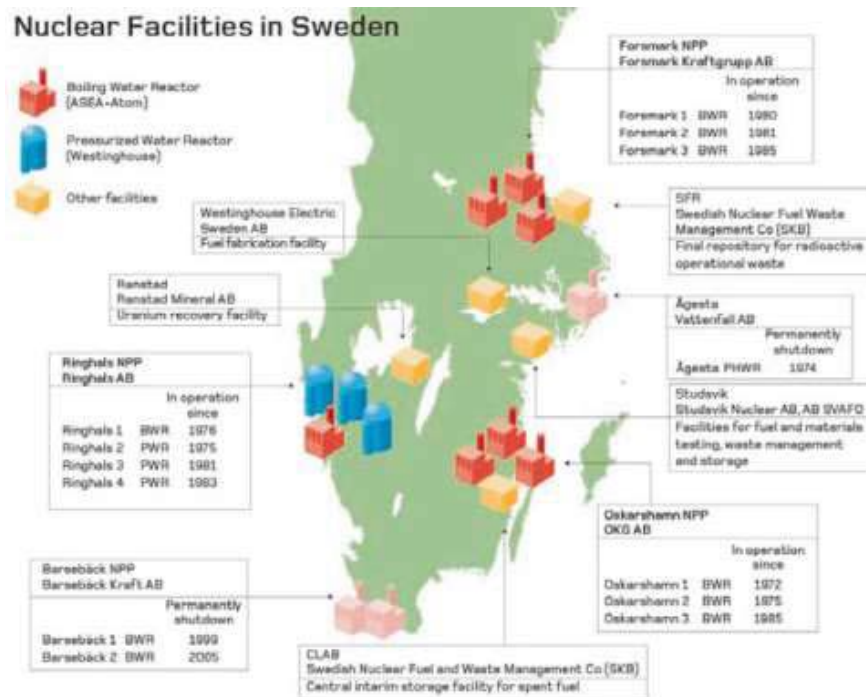 Nuclear Facilities in Sweden
Boiling Water Reactor
(ASEA-Atom)
Pressurized Water Reactor
(Westinghouse)
Other facilities
Forsmark NPP
Forsmark Kraftgrupp AB
In operation
since
Forsmark 1 BWR 1980
Forsmark 2 BWR 1981
Forsmark 3 BWR 1985
SFR
Swedish Nuclear Fuel Waste
Management Co (SKB)
Final repository for radioactive
operational waste
Westinghouse Electric
Sweden AB
Fuel fabrication facility
Ranstad
Ranstad Mineral AB
Uranium recovery facility
Ågesta
Vattenfall AB
Permanently
shutdown
Ågesta PHWR 1974
Ringhals NPP
Ringhals AB
In operation
since
Ringhals 1 BWR 1976
Ringhals 2 PWR 1975
Ringhals 3 PWR 1981
Ringhals 4 PWR 1983
Studsvik
Studsvik Nuclear AB, AB SVAFO
Facilities for fuel and materials
testing, waste management
and storage
Oskarshamn NPP
OKG AB
In operation
since
Oskarshamn 1 BWR 1972
Oskarshamn 2 BWR 1975
Oskarshamn 3 BWR 1985
Barsebäck NPP
Barsebäck Kraft AB
Permanently
shutdown
Barsebäck 1 BWR 1999
Barsebäck 2 BWR 2005
CLAB
Swedish Nuclear Fuel and Waste Management Co (SKB)
Central interim storage facility for spent fuel